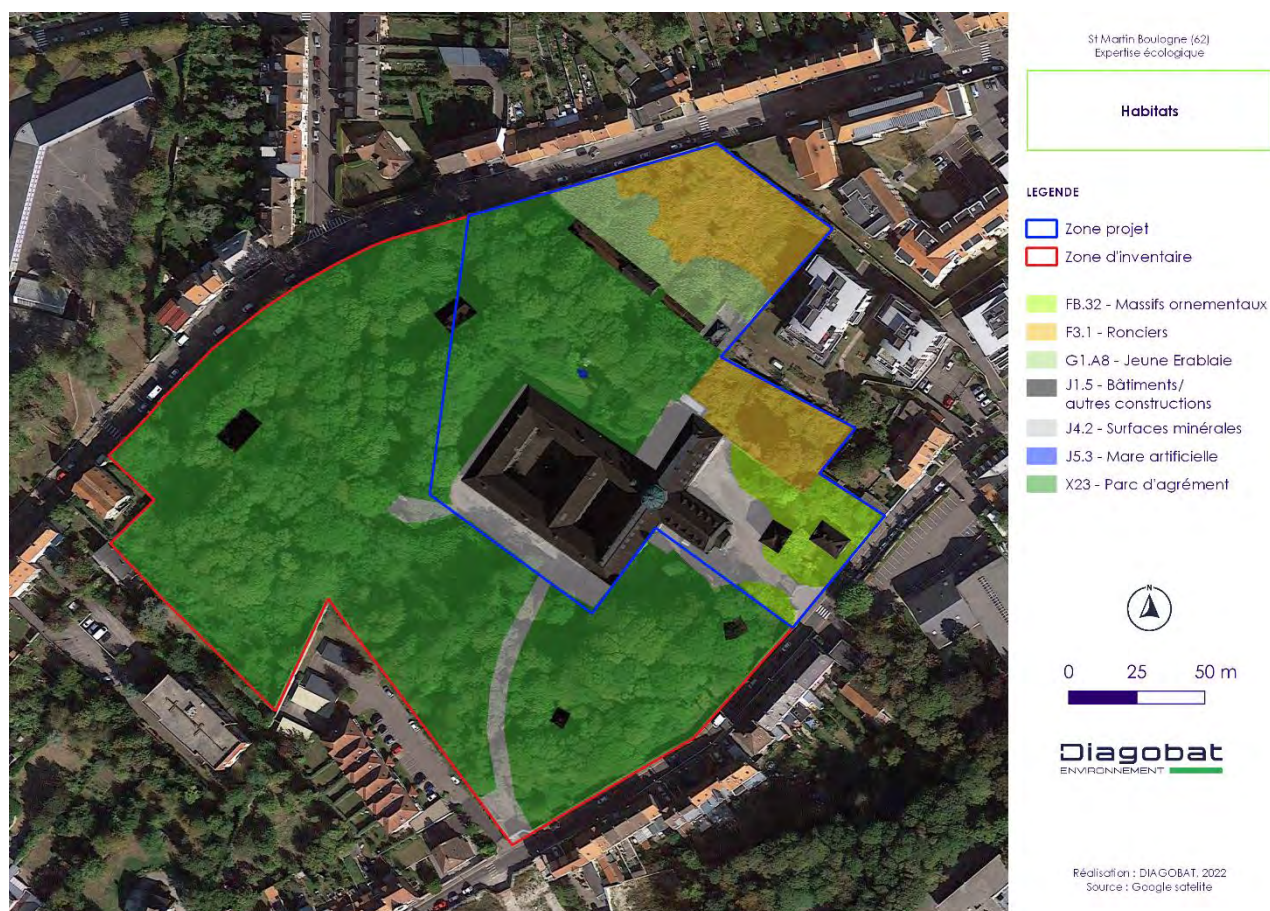 St Martin Boulogne (62)
Expertise écologique
Habitats
LEGENDE
Zone projet
Zone d'inventaire
FB.32 - Massifs ornementaux
F3.1 - Ronciers
G1.A8 - Jeune Erablaie
J1.5 - Bâtiments/
autres constructions
J4.2 - Surfaces minérales
J5.3 - Mare artificielle
X23 - Parc d'agrément
N
0 25 50 m
Diagobat
ENVIRONNEMENT
Réalisation : DIAGOBAT, 2022
Source : Google satelite